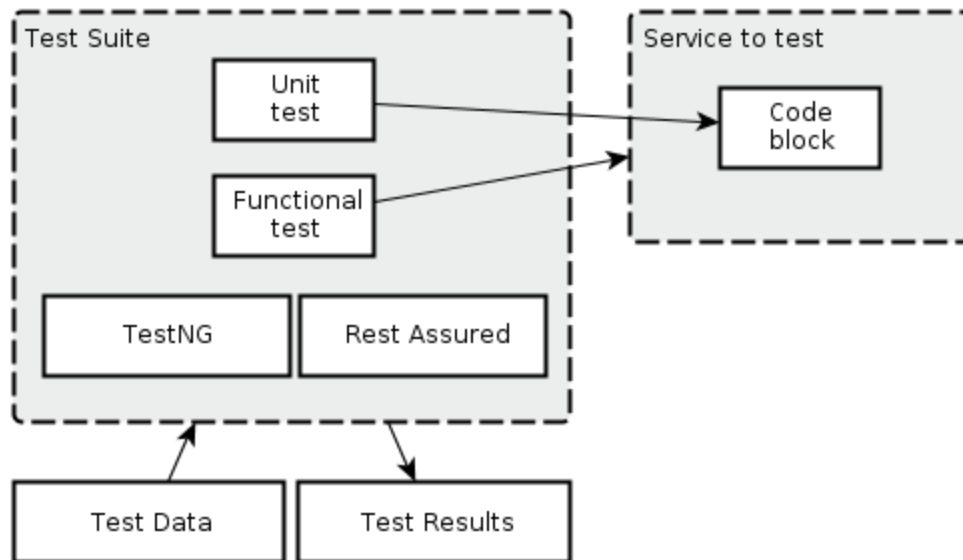 Test Suite
Service to test
Unit
test
Code
block
Functional
test
TestNG
Rest Assured
Test Data
Test Results